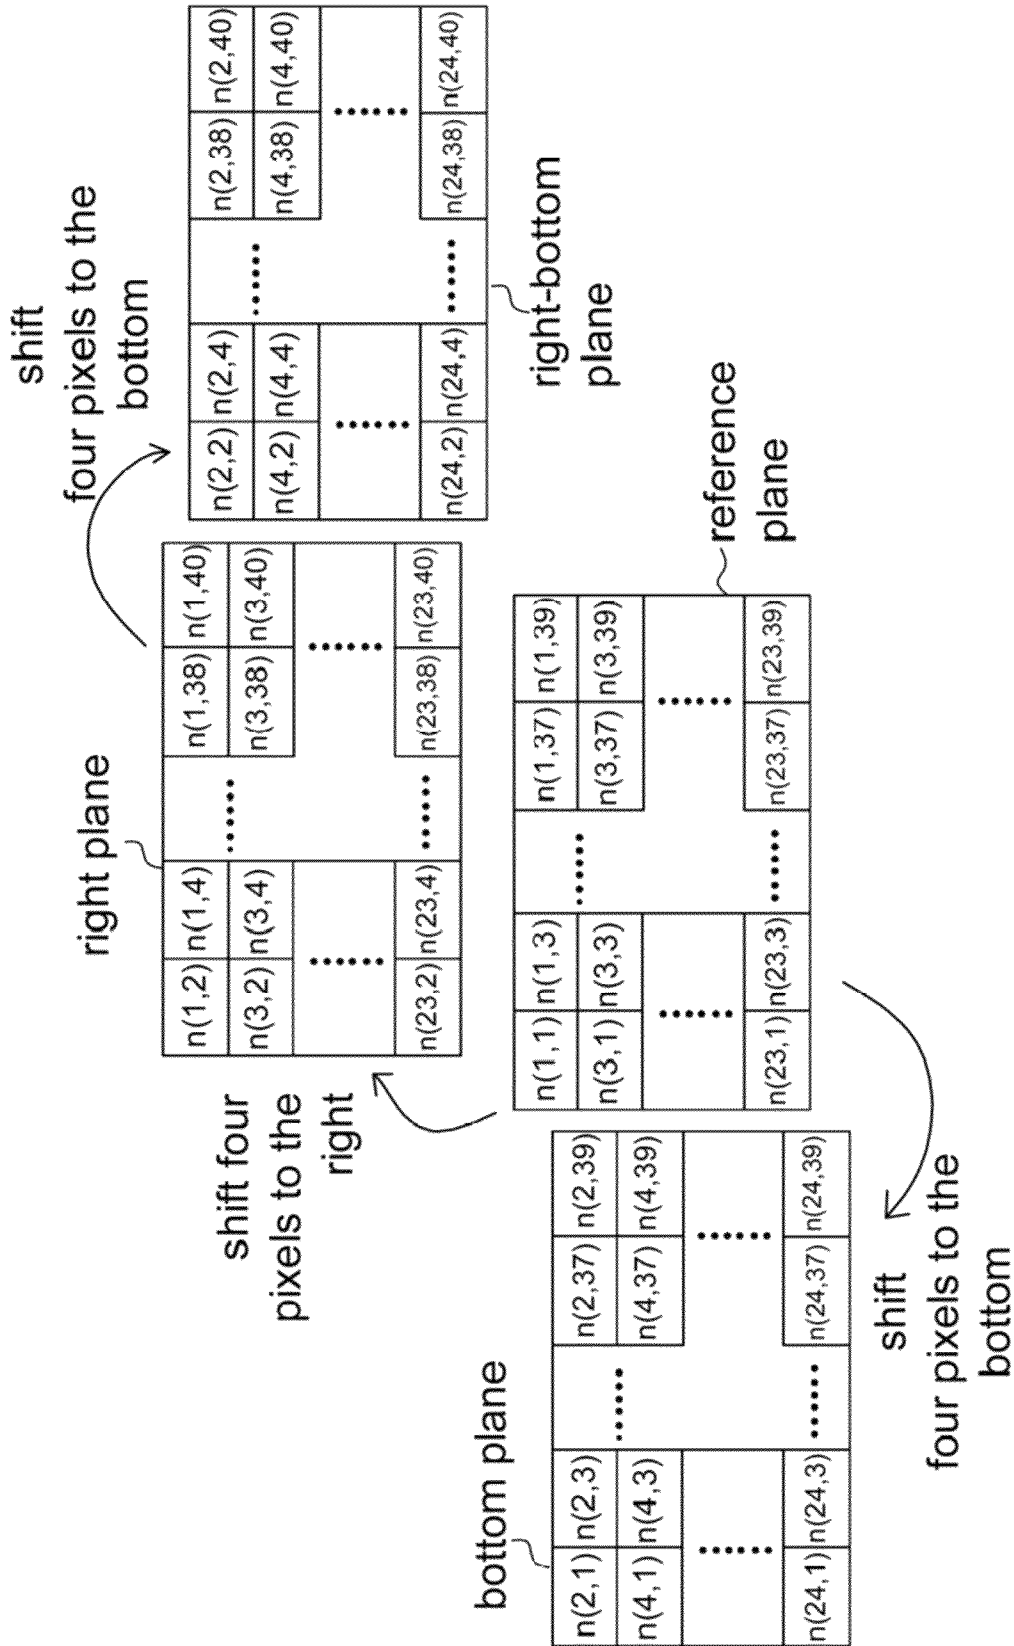 shift
four pixels to the
bottom
right plane
n(1,2) n(1,4) ...... n(1,38) n(1,40)
n(3,2) n(3,4) n(3,38) n(3,40)
...... ......
n(23,2) n(23,4) ...... n(23,38) n(23,40)
n(2,2) n(2,4) ...... n(2,38) n(2,40)
n(4,2) n(4,4) n(4,38) n(4,40)
...... ......
n(24,2) n(24,4) ...... n(24,38) n(24,40)
right-bottom
plane
shift four
pixels to the
right
bottom plane
n(2,1) n(2,3) ...... n(2,37) n(2,39)
n(4,1) n(4,3) n(4,37) n(4,39)
...... ......
n(24,1) n(24,3) ...... n(24,37) n(24,39)
n(1,1) n(1,3) ...... n(1,37) n(1,39)
n(3,1) n(3,3) n(3,37) n(3,39)
...... ......
n(23,1) n(23,3) ...... n(23,37) n(23,39)
reference
plane
shift
four pixels to the
bottom